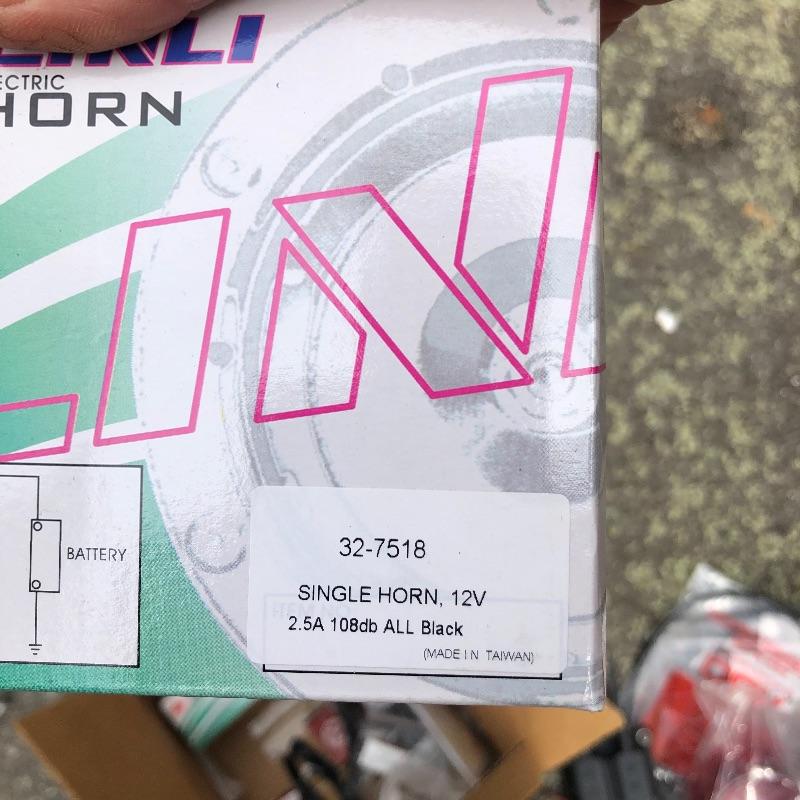 ECTRIC
HORN
BATTERY
32-7518
SINGLE HORN, 12V
2.5A 108db ALL Black
(MADE IN TAIWAN)